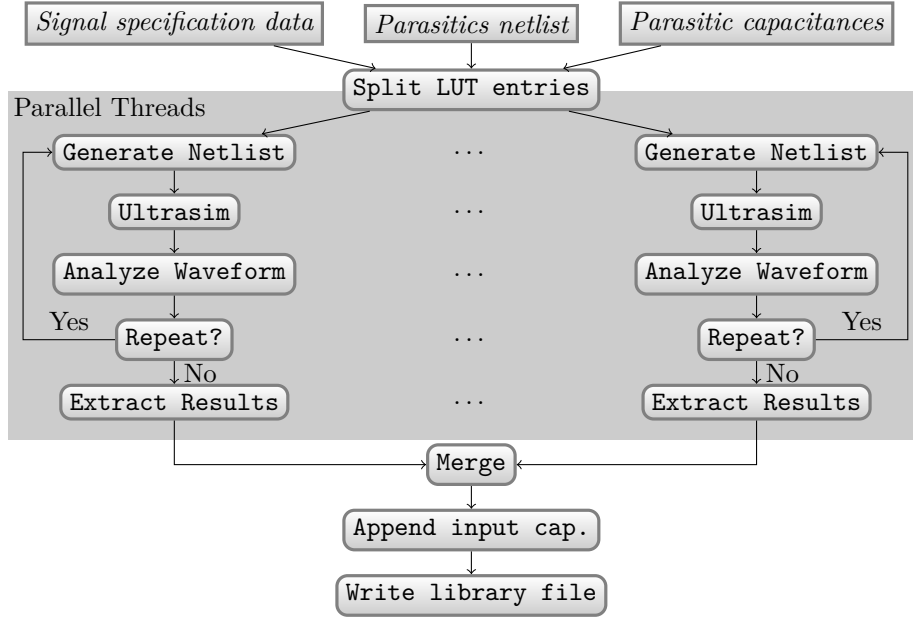 Signal specification data
Parasitics netlist
Parasitic capacitances
Split LUT entries
Parallel Threads
Generate Netlist
...
Generate Netlist
Ultrasim
...
Ultrasim
Analyze Waveform
...
Analyze Waveform
Yes
Repeat?
...
Repeat?
Yes
No
No
Extract Results
...
Extract Results
Merge
Append input cap.
Write library file